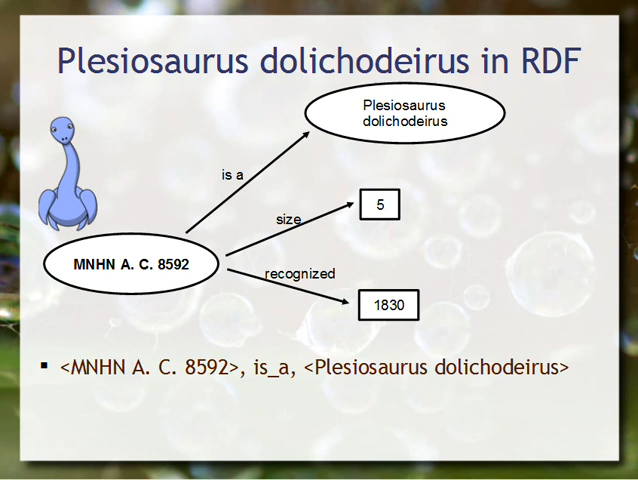 Plesiosaurus dolichodeirus in RDF
Plesiosaurus
dolichodeirus
is a
5
size
MNHN A. C. 8592
recognized
1830
<MNHN A. C. 8592>, is_a, <Plesiosaurus dolichodeirus>